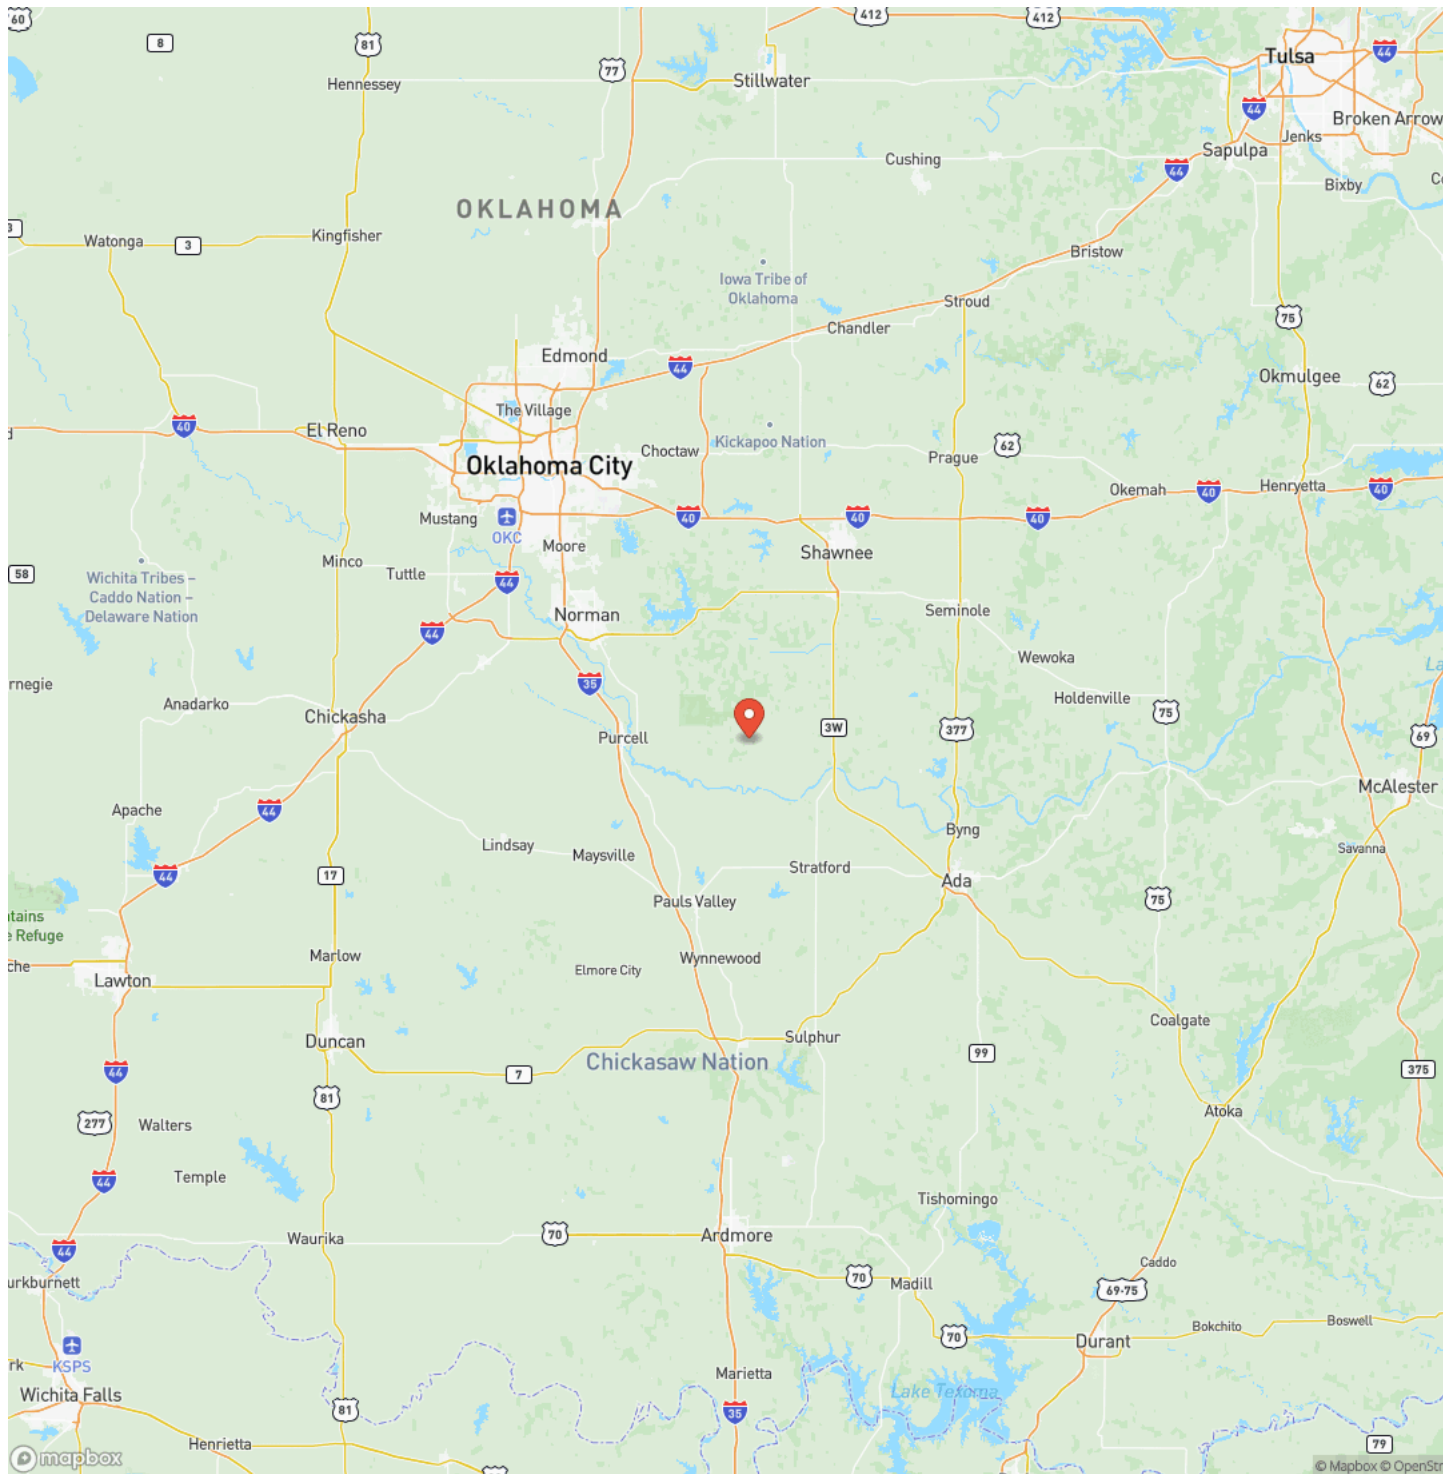 60
8
81
77
412
412
Tulsa
44
Hennessey
Stillwater
44
Broken Arrow
Jenks
Cushing
Sapulpa
44
Bixby
OKLAHOMA
3
Watonga
3
Kingfisher
Bristow
Iowa Tribe of
Oklahoma
Stroud
Chandler
75
Edmond
44
Okmulgee
62
The Village
40
El Reno
Choctaw
Kickapoo Nation
62
Prague
Oklahoma City
Okemah
40
Henryetta
40
Mustang
OKC
40
40
40
Moore
Shawnee
Minco
Tuttle
58
Wichita Tribes –
Caddo Nation –
Delaware Nation
44
Norman
Seminole
44
Wewoka
rnegie
35
Holdenville
Anadarko
Chickasha
75
3W
377
69
Purcell
McAlester
Apache
44
Byng
Lindsay
Maysville
Savanna
44
17
Stratford
Ada
75
Pauls Valley
tains
e Refuge
Marlow
Wynnewood
che
Elmore City
Lawton
Coalgate
Duncan
Sulphur
Chickasaw Nation
99
44
7
375
81
277
Walters
Atoka
Temple
44
Tishomingo
Waurika
70
Ardmore
44
Caddo
urkburnett
70
Madill
69-75
Bokchito
Boswell
KSPS
70
Durant
rk
Marietta
Wichita Falls
Lake Texoma
81
35
Henrietta
79
mapbox
© Mapbox © OpenStr